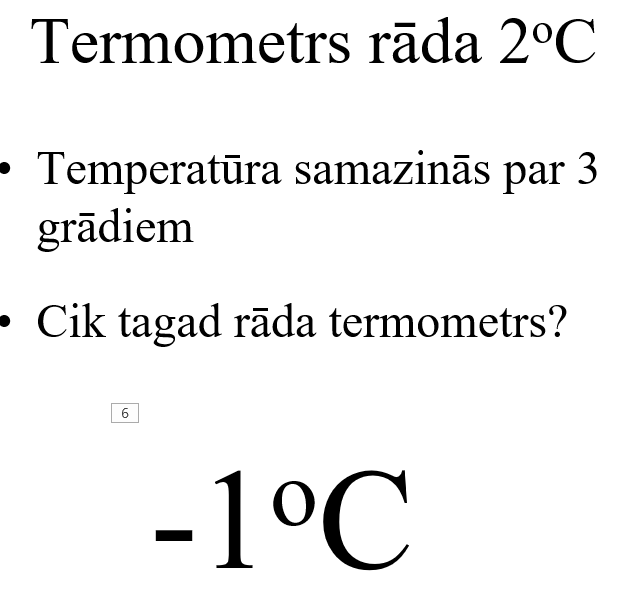 Termometrs rāda 2ºC
• Temperatūra samazinās par 3
grādiem
• Cik tagad rāda termometrs?
6
-1ºC